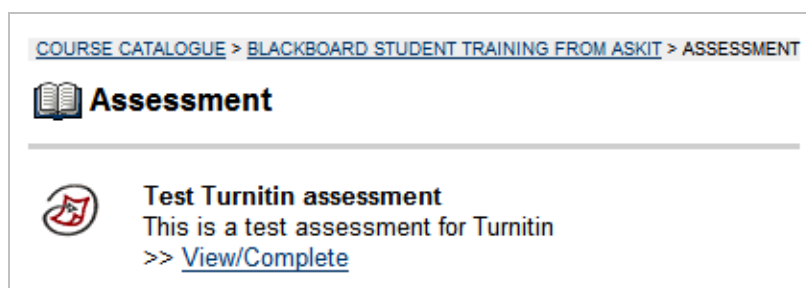 COURSE CATALOGUE > BLACKBOARD STUDENT TRAINING FROM ASKIT > ASSESSMENT
Assessment
Test Turnitin assessment
This is a test assessment for Turnitin
>> View/Complete